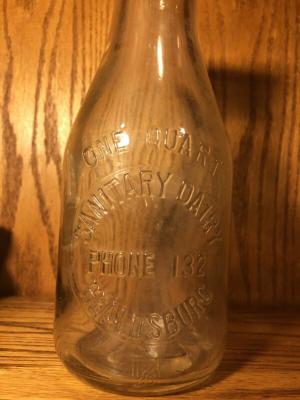 ONE QUART
SANITARY DAIRY
PHONE 132